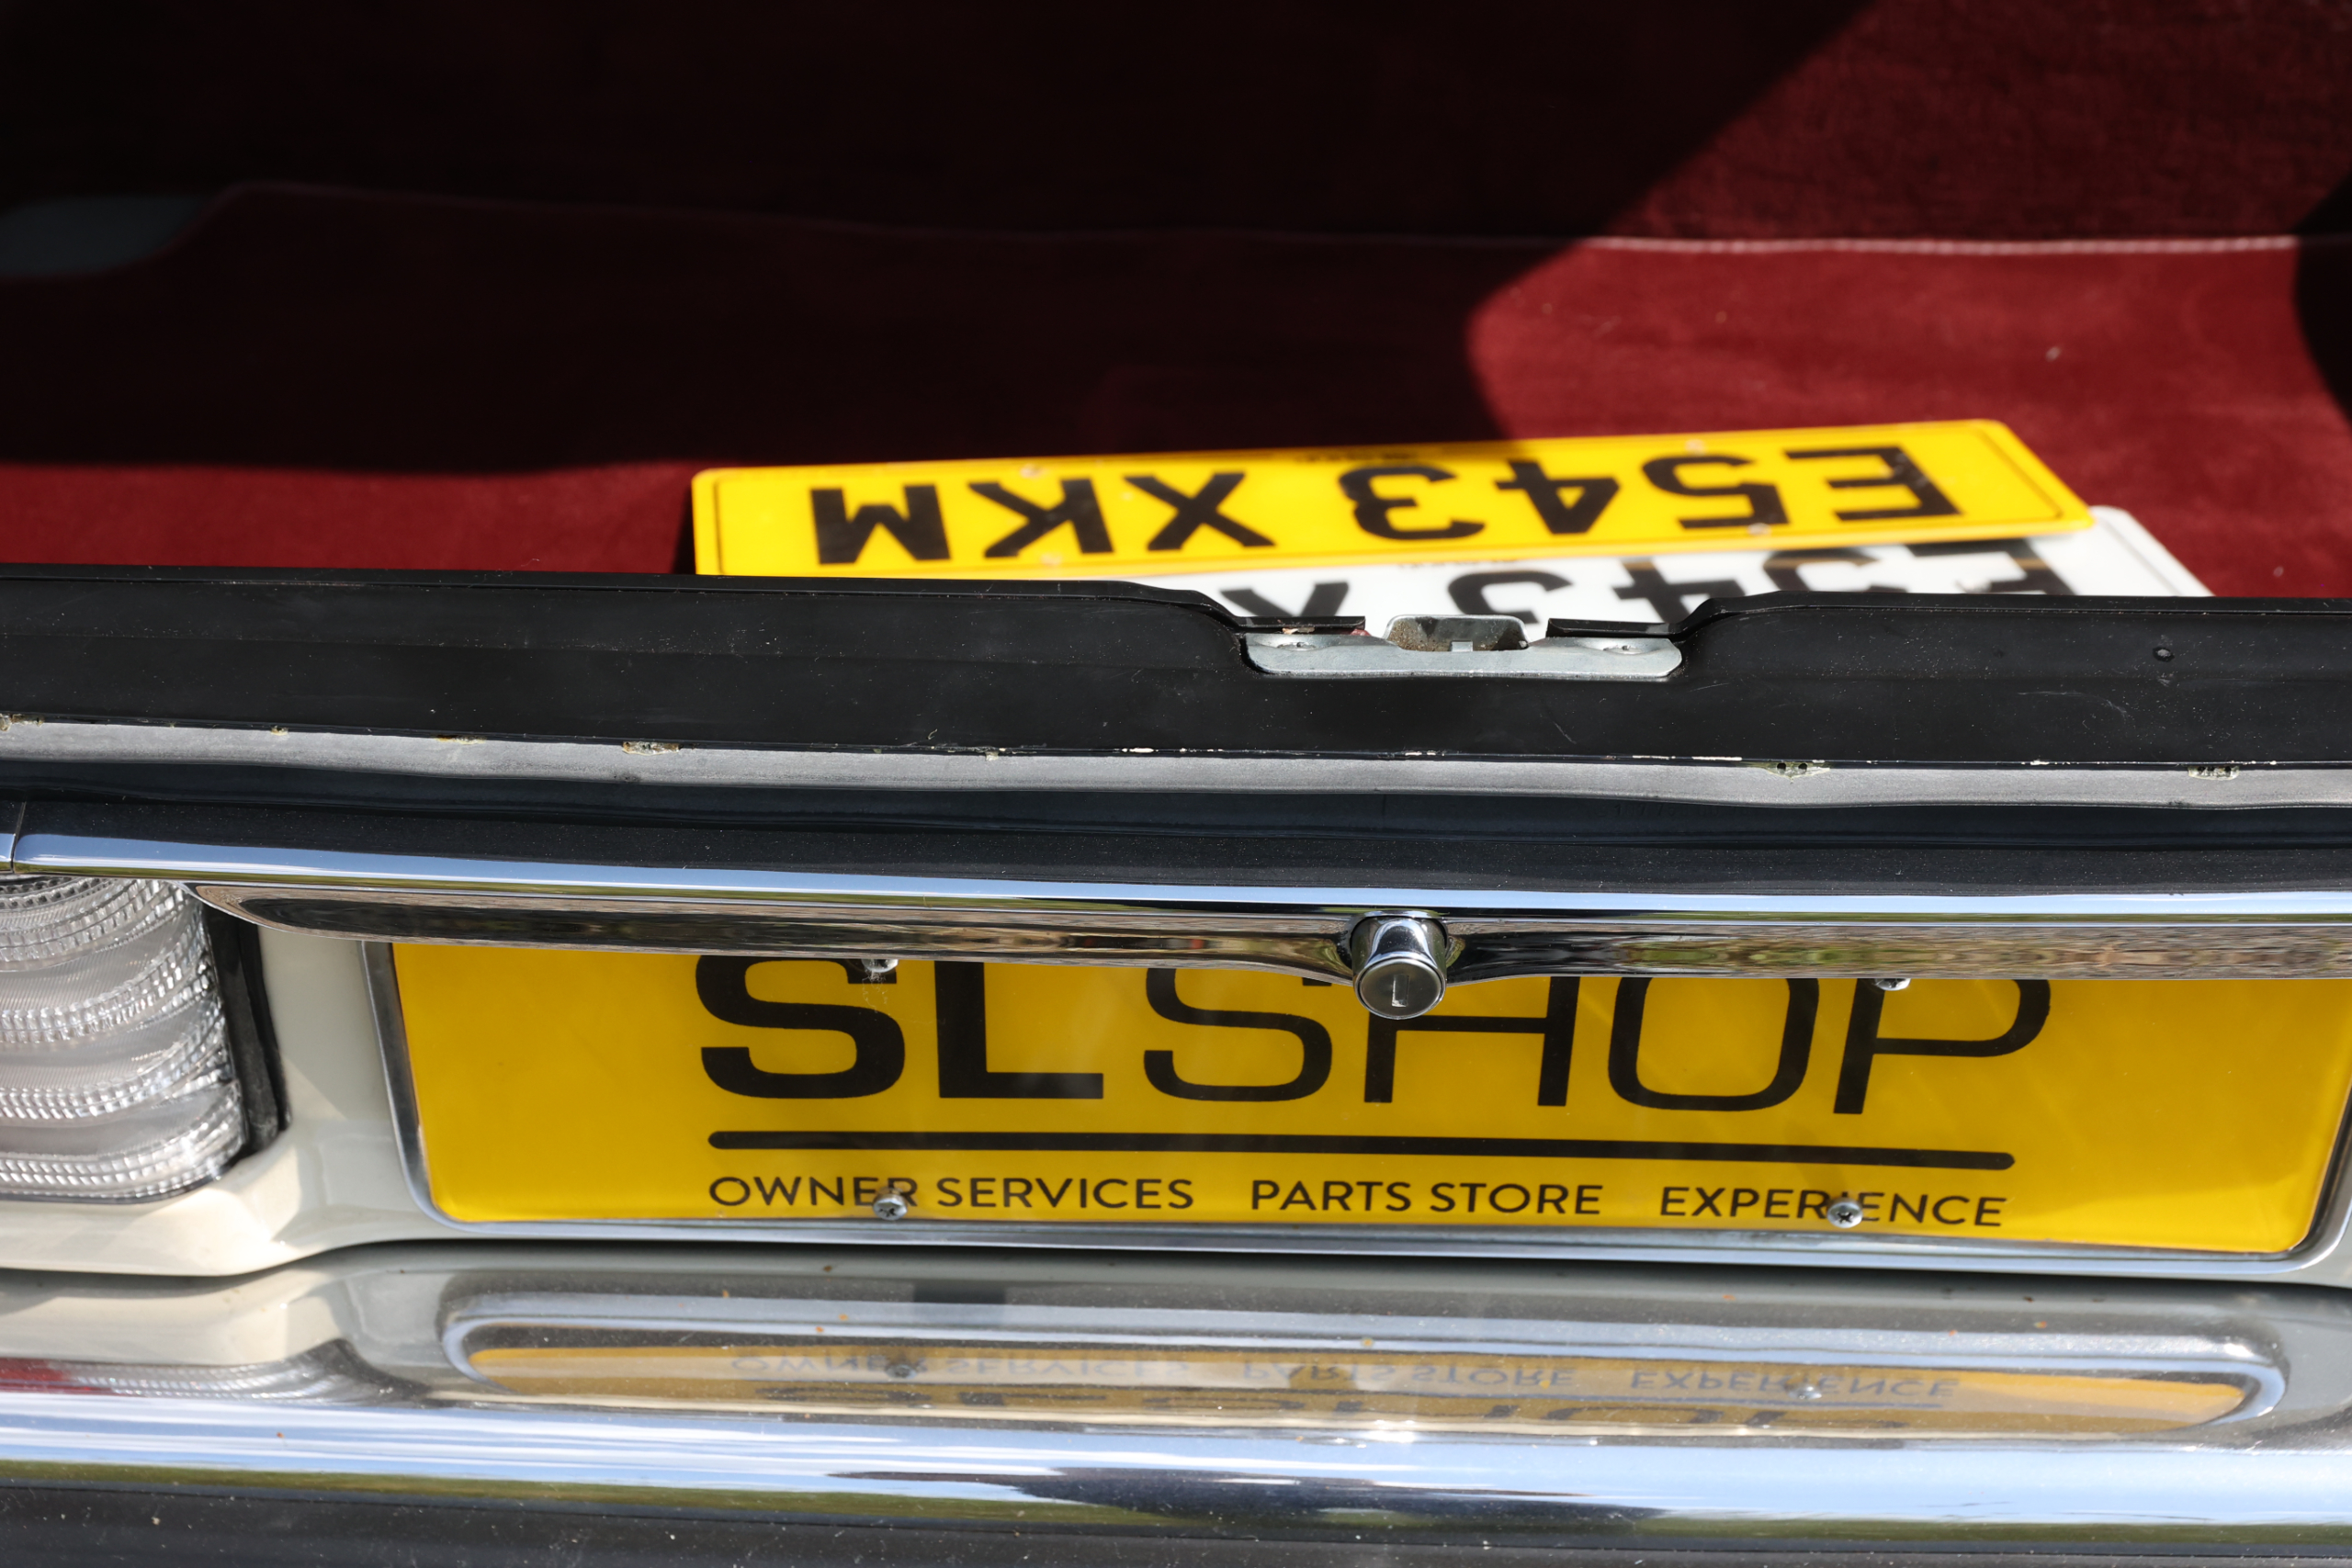 E543 XKM
SLSHOP
OWNER SERVICES PARTS STORE EXPERIENCE